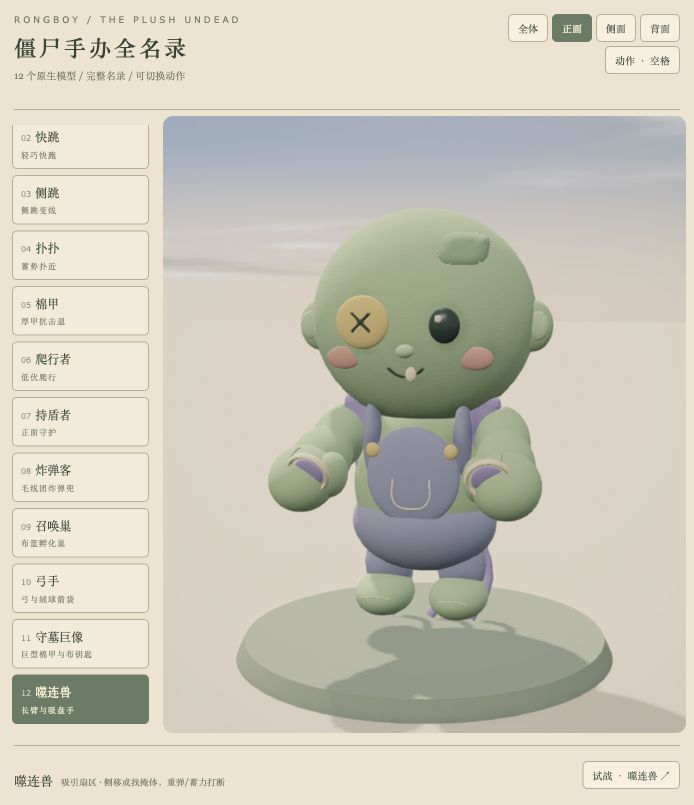 RONGBOY / THE PLUSH UNDEAD
僵尸手办全名录
12 个原生模型 / 完整名录 / 可切换动作
全体
正面
侧面
背面
动作 · 空格
02 快跳
轻巧快跑
03 侧跳
侧跳变线
04 扑扑
蓄势扑近
05 棉甲
厚甲抗击退
06 爬行者
低伏爬行
07 持盾者
正面守护
08 炸弹客
毛线团炸弹兜
09 召唤巢
布篮孵化巢
10 弓手
弓与绒球箭袋
11 守墓巨像
巨型棉甲与布钥匙
12 噬连兽
长臂与吸盘手
噬连兽 吸引扇区 · 侧移或找掩体，重弹/蓄力打断
试战 · 噬连兽 ↗